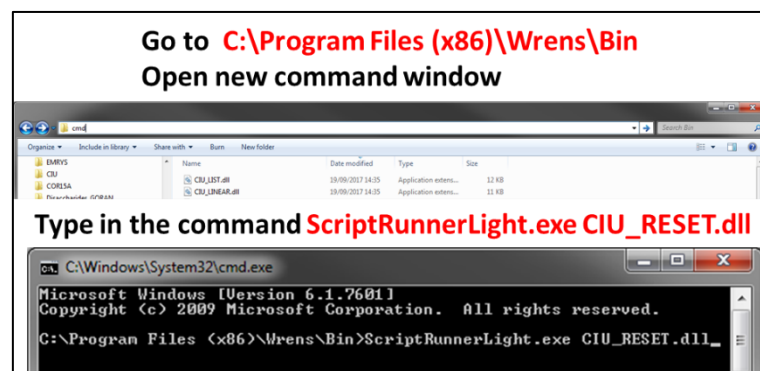 Go to C:\Program Files (x86)\Wrens\Bin
Open new command window
cmd
Search Bin
Organize Include in library Share with Burn New folder
Name Date modified Type Size
EMRYS
CIU
CIU_LIST.dll 19/09/2017 14:35 Application extens... 12 KB
CORISA
CIU_LINEAR.dll 19/09/2017 14:35 Application extens... 11 KB
Disaccharides_GORAN
Type in the command ScriptRunnerLight.exe CIU_RESET.dll
C:\Windows\System32\cmd.exe
Microsoft Windows [Version 6.1.7601]
Copyright (c) 2009 Microsoft Corporation. All rights reserved.
C:\Program Files (x86)\Wrens\Bin>ScriptRunnerLight.exe CIU_RESET.dll_